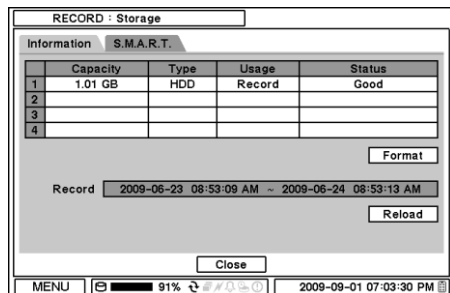 RECORD : Storage
Information S.M.A.R.T.
Capacity Type Usage Status
1 1.01 GB HDD Record Good
2
3
4
Format
Record 2009-06-23 08:53:09 AM ~ 2009-06-24 08:53:13 AM
Reload
Close
MENU 91% 2009-09-01 07:03:30 PM